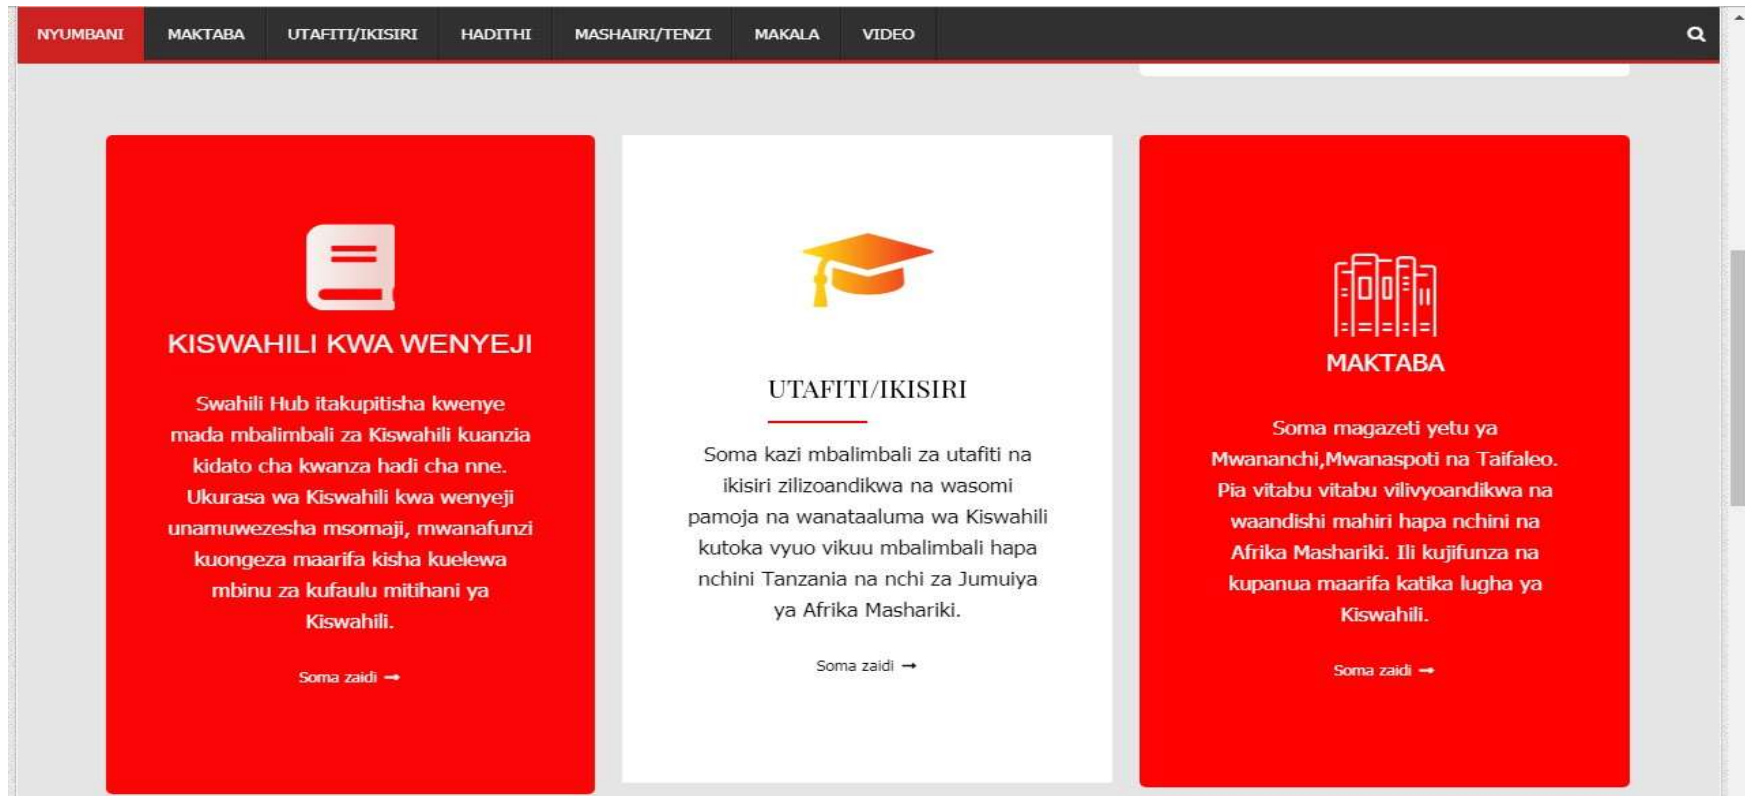 NYUMBANI MAKTABA UTAFITI/IKISIRI HADITHI MASHAIRI/TENZI MAKALA VIDEO
KISWAHILI KWA WENYEJI
Swahili Hub itakupitisha kwenye
mada mbalimbali za Kiswahili kuanzia
kidato cha kwanza hadi cha nne.
Ukurasa wa Kiswahili kwa wenyeji
unamuwezesha msomaji, mwanafunzi
kuongeza maarifa kisha kuelewa
mbinu za kufaulu mitihani ya
Kiswahili.
Soma zaidi →
UTAFITI/IKISIRI
Soma kazi mbalimbali za utafiti na
ikisiri zilizoandikwa na wasomi
pamoja na wanataaluma wa Kiswahili
kutoka vyuo vikuu mbalimbali hapa
nchini Tanzania na nchi za Jumuiya
ya Afrika Mashariki.
Soma zaidi →
MAKTABA
Soma magazeti yetu ya
Mwananchi,Mwanaspoti na Taifaleo.
Pia vitabu vitabu vilivyoandikwa na
waandishi mahiri hapa nchini na
Afrika Mashariki. Ili kujifunza na
kupanua maarifa katika lugha ya
Kiswahili.
Soma zaidi →